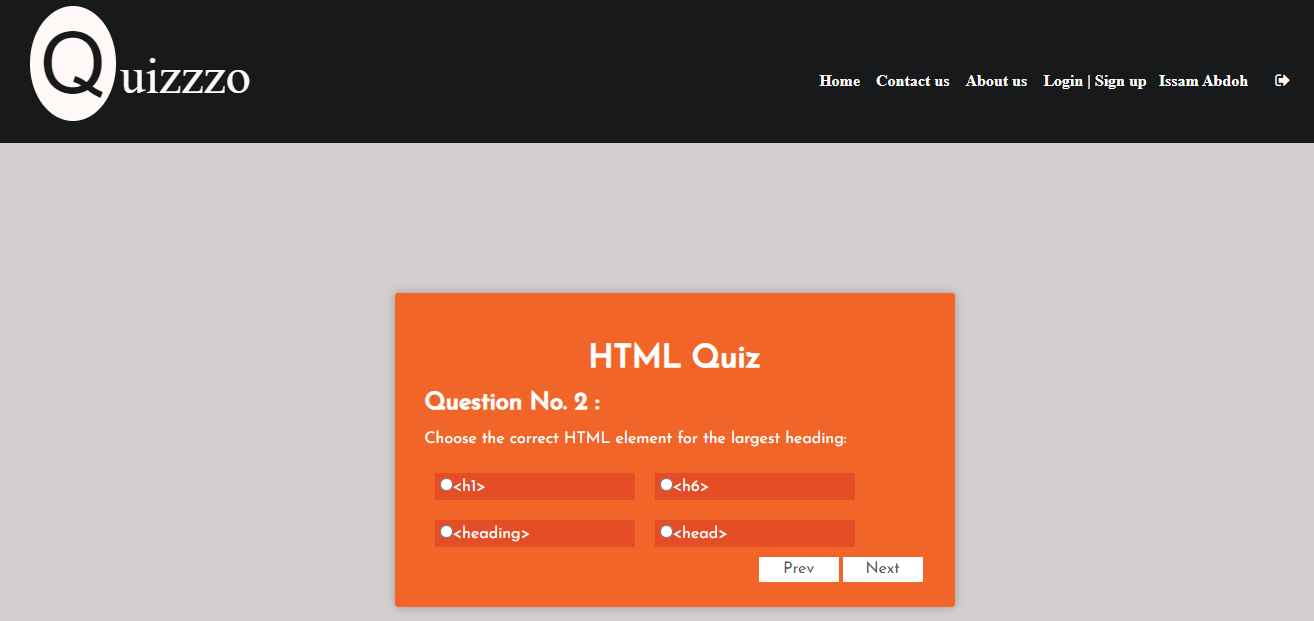 Quizzzo
Home Contact us About us Login | Sign up Issam Abdoh
HTML Quiz
Question No. 2 :
Choose the correct HTML element for the largest heading:
<h1> <h6>
<heading> <head>
Prev Next